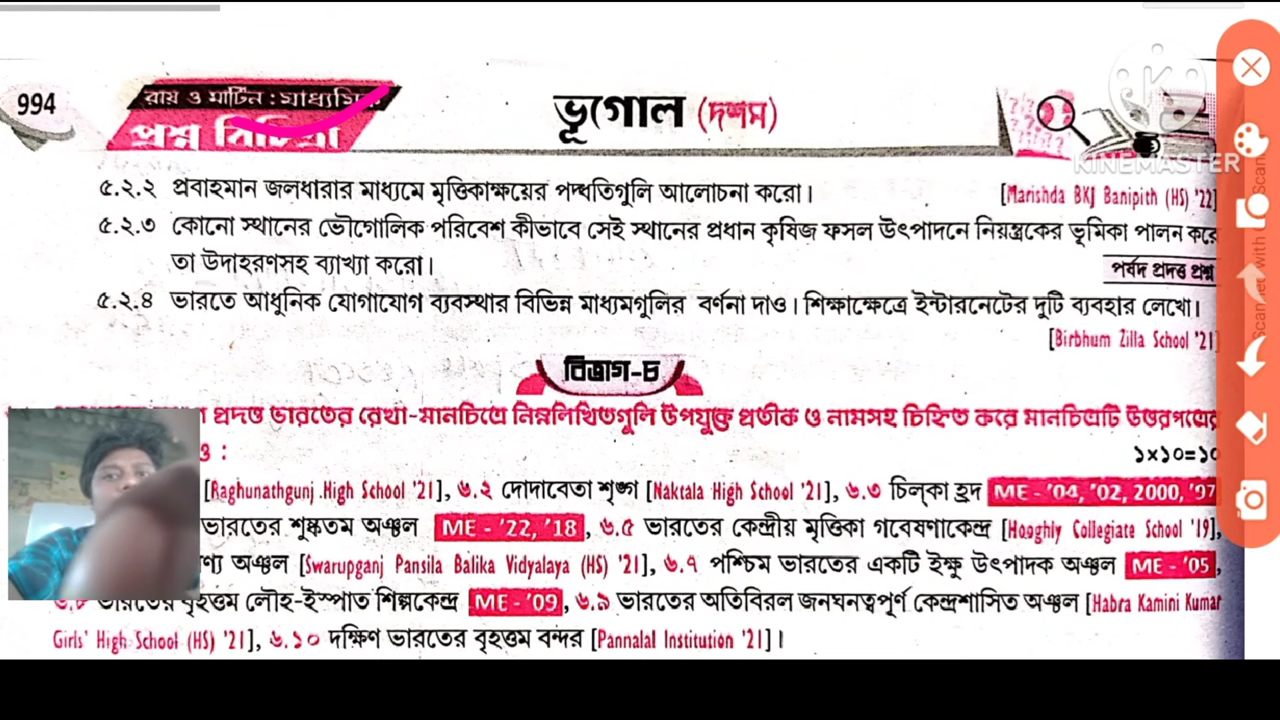 994
রায় ও মার্টিন : মাধ্যমিক
প্রশ্ন বিচিত্রা
ভূগোল (দশম)
KINEMASTER
৫.২.২ প্রবাহমান জলধারার মাধ্যমে মৃত্তিকাক্ষয়ের পদ্ধতিগুলি আলোচনা করো।
[Marishda BKJ Banipith (HS) '22]
৫.২.৩ কোনো স্থানের ভৌগোলিক পরিবেশ কীভাবে সেই স্থানের প্রধান কৃষিজ ফসল উৎপাদনে নিয়ন্ত্রকের ভূমিকা পালন করে
তা উদাহরণসহ ব্যাখ্যা করো।
পর্ষদ প্রদত্ত প্রশ্ন
৫.২.৪ ভারতে আধুনিক যোগাযোগ ব্যবস্থার বিভিন্ন মাধ্যমগুলির বর্ণনা দাও। শিক্ষাক্ষেত্রে ইন্টারনেটের দুটি ব্যবহার লেখো।
[Birbhum Zilla School '21]
বিভাগ-চ
প্রদত্ত ভারতের রেখা-মানচিত্রে নিম্নলিখিতগুলি উপযুক্ত প্রতীক ও নামসহ চিহ্নিত করে মানচিত্রটি উত্তরপত্রের
১×১০=১০
[Raghunathgunj High School '21], ৬.২ দোদাবেতা শৃঙ্গ [Naktala High School '21], ৬.৩ চিল্‌কা হ্রদ ME - '04, '02, 2000, '97
ভারতের শুষ্কতম অঞ্চল ME - '22, '18, ৬.৫ ভারতের কেন্দ্রীয় মৃত্তিকা গবেষণাকেন্দ্র [Hooghly Collegiate School '19],
অঞ্চল [Swarupganj Pansila Balika Vidyalaya (HS) '21], ৬.৭ পশ্চিম ভারতের একটি ইক্ষু উৎপাদক অঞ্চল ME - '05,
ভারতের বৃহত্তম লৌহ-ইস্পাত শিল্পকেন্দ্র ME - '09, ৬.৯ ভারতের অতিবিরল জনঘনত্বপূর্ণ কেন্দ্রশাসিত অঞ্চল [Habra Kamini Kumar
Girls' High School (HS) '21], ৬.১০ দক্ষিণ ভারতের বৃহত্তম বন্দর [Pannalal Institution '21]।